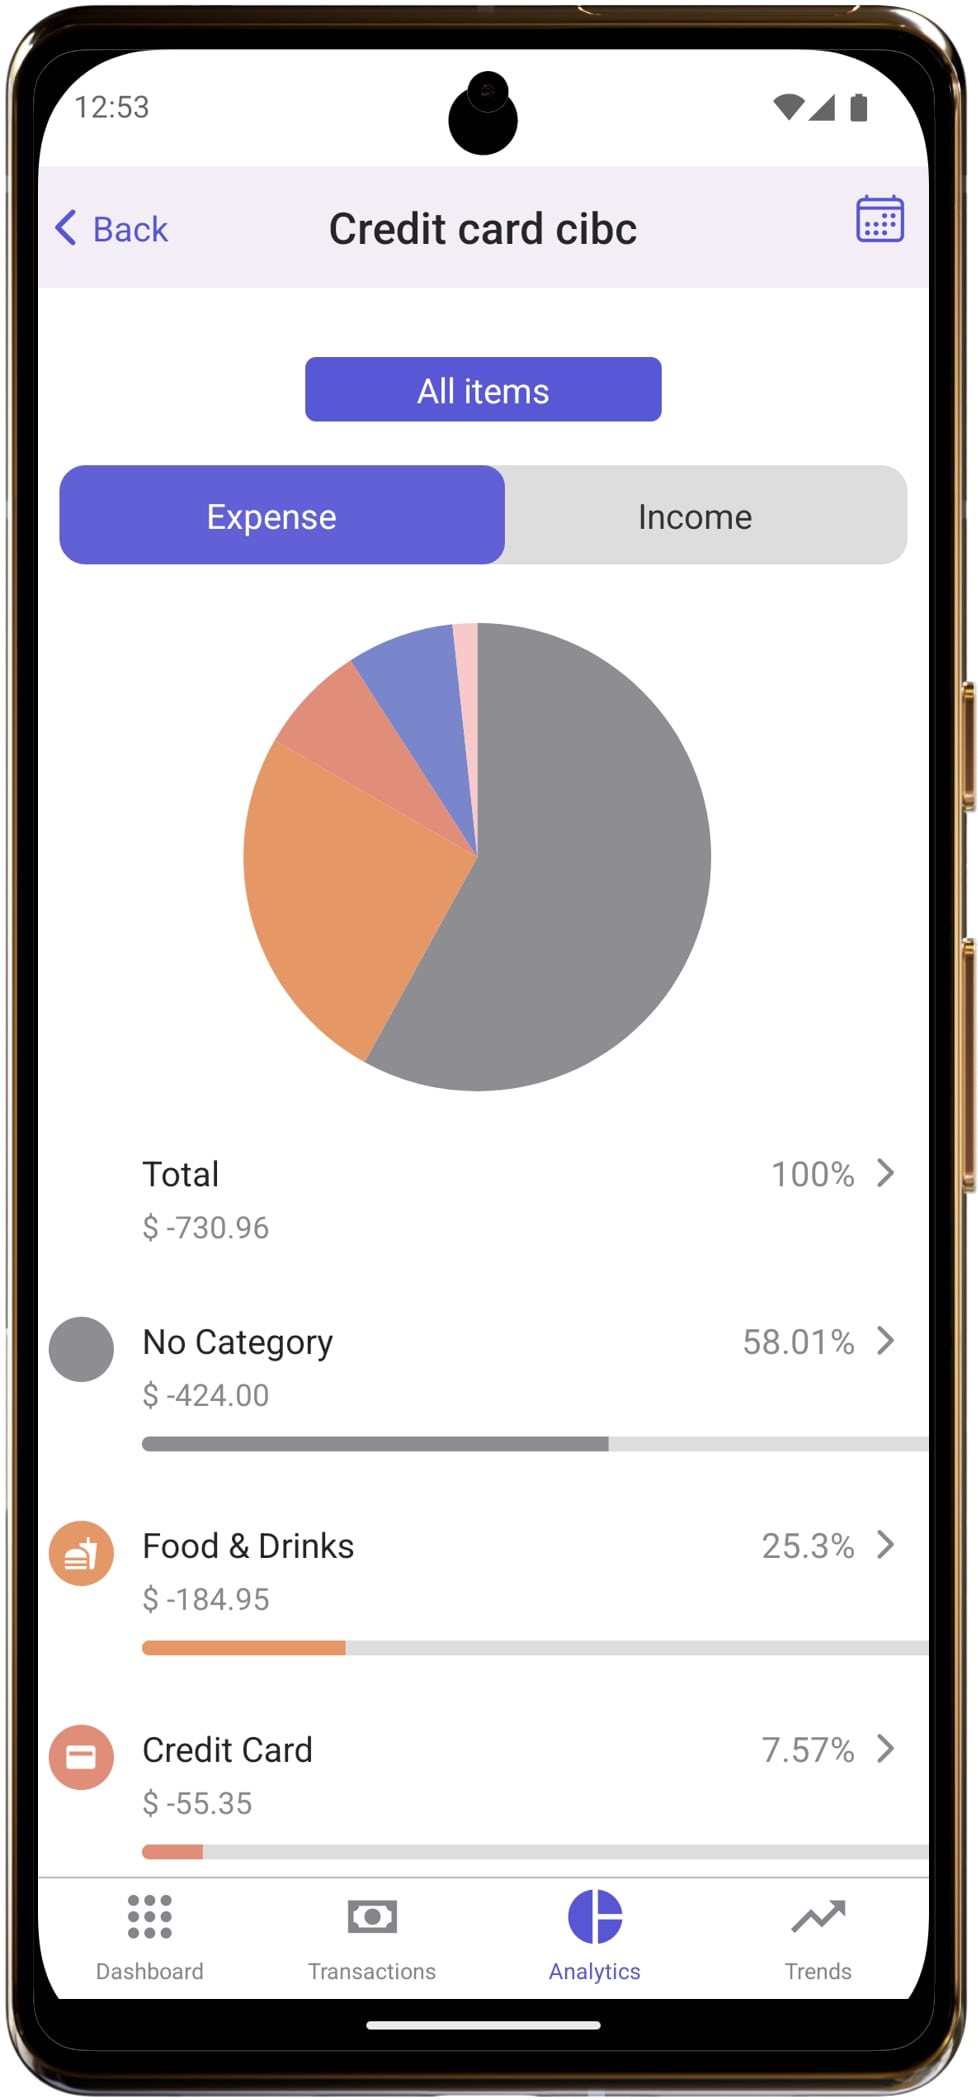 12:53
Back
Credit card cibc
All items
Expense
Income
Total
100%
$ -730.96
No Category
58.01%
$ -424.00
Food & Drinks
25.3%
$ -184.95
Credit Card
7.57%
$ -55.35
Dashboard
Transactions
Analytics
Trends